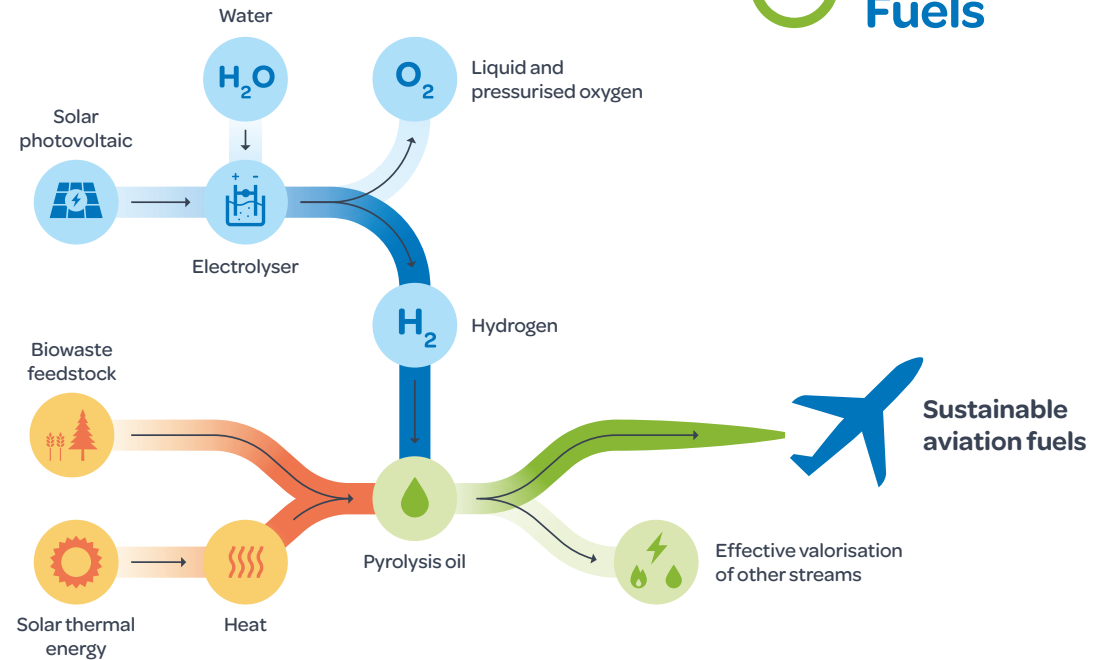 Fuels
Water
H₂O
O₂
Liquid and
pressurised oxygen
Solar
photovoltaic
+ -
Electrolyser
H₂
Hydrogen
Biowaste
feedstock
Sustainable
aviation fuels
Pyrolysis oil
Effective valorisation
of other streams
Solar thermal
energy
Heat